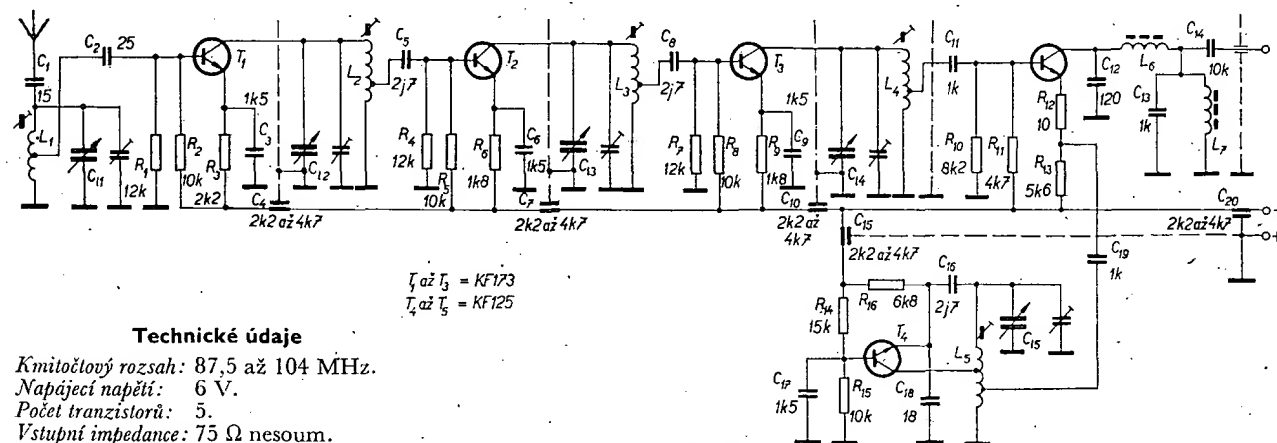 C1
15
L1
C11
12k
C2 25
R1
R2
10k
R3
2k2
T1
1k5
C3
C4
2k2 až 4k7
C12
L2
C5
2j7
R4
12k
R5
10k
T2
R6
1k8
C6
1k5
C7
2k2 až 4k7
C13
L3
C8
2j7
R7
12k
R8
10k
T3
1k5
R9
1k8
C9
C10
2k2 až
4k7
C14
L4
C11
1k
R10
8k2
R11
4k7
R12
10
R13
5k6
C12
120
L6
C14
10k
C13
1k
L7
C20
2k2 až 4k7
-
+
C15
2k2 až 4k7
C19
1k
R14
15k
R16 6k8
C16
2j7
T4
L5
C15
C17
1k5
R15
10k
C18
18
T1 až T3 = KF173
T4 až T5 = KF125
Technické údaje
Kmitočtový rozsah: 87,5 až 104 MHz.
Napájecí napětí: 6 V.
Počet tranzistorů: 5.
Vstupní impedance: 75 Ω nesoum.